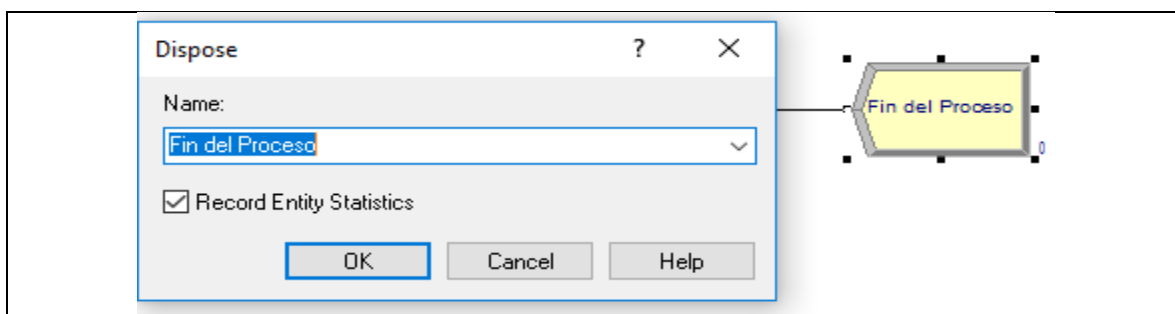 Dispose
?
Name:
Fin del Proceso
Record Entity Statistics
OK
Cancel
Help
Fin del Proceso
0